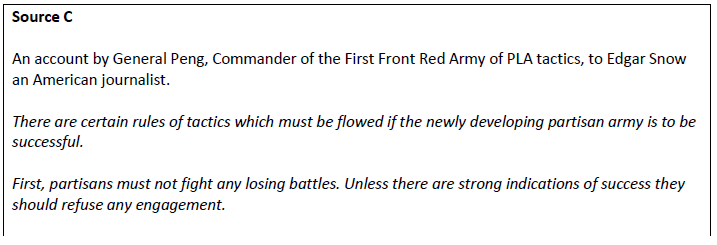 Source C
An account by General Peng, Commander of the First Front Red Army of PLA tactics, to Edgar Snow
an American journalist.
There are certain rules of tactics which must be flowed if the newly developing partisan army is to be
successful.
First, partisans must not fight any losing battles. Unless there are strong indications of success they
should refuse any engagement.